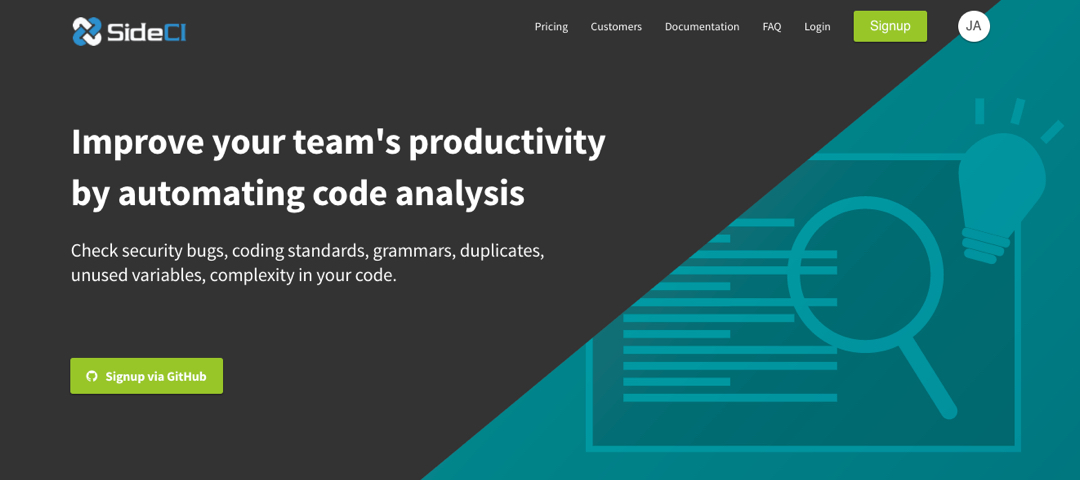 SideCI
Pricing
Customers
Documentation
FAQ
Login
Signup
JA
Improve your team's productivity
by automating code analysis
Check security bugs, coding standards, grammars, duplicates,
unused variables, complexity in your code.
Signup via GitHub